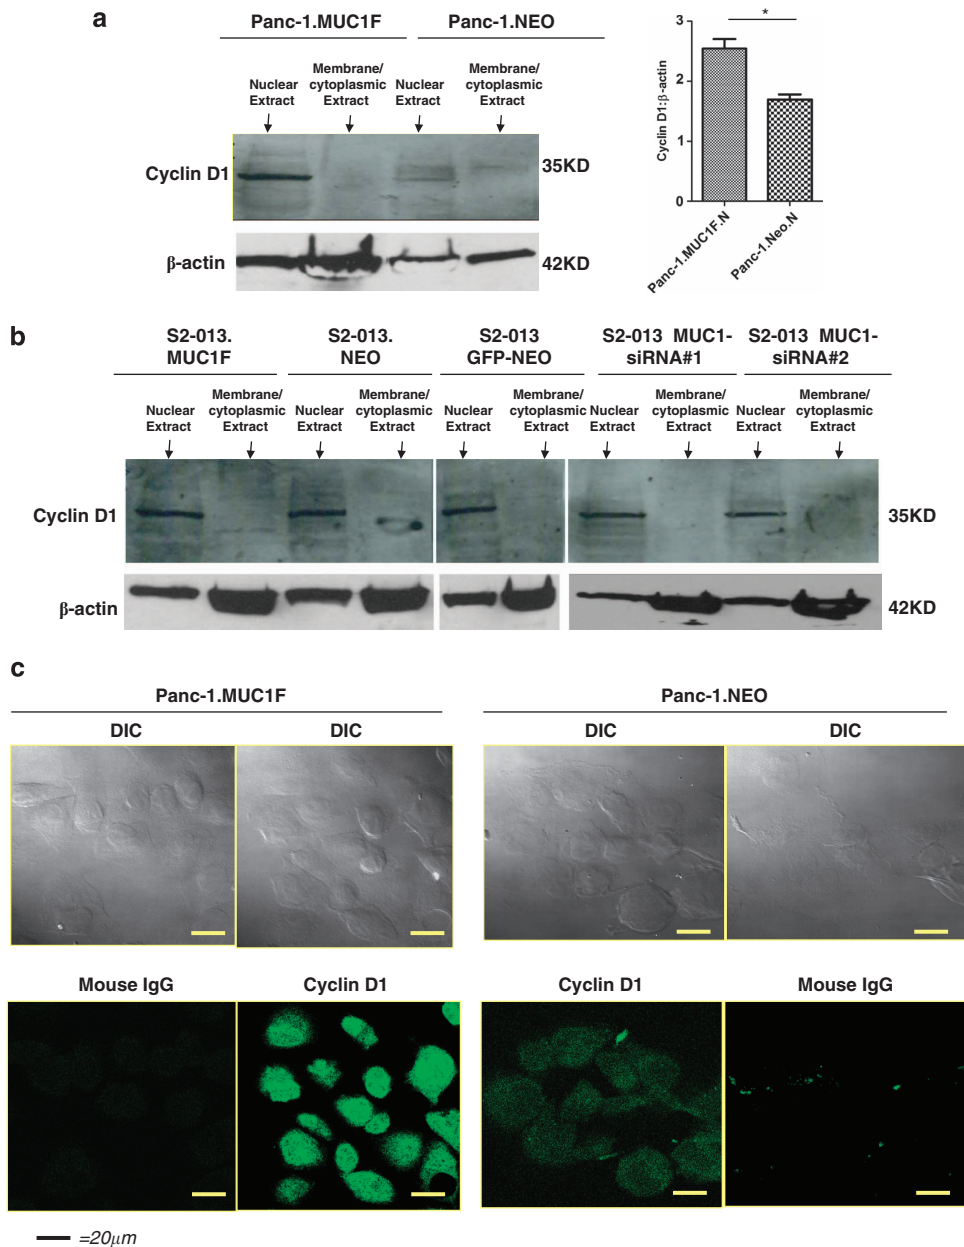 a
Panc-1.MUC1F
Panc-1.NEO
Nuclear
Extract
Membrane/
cytoplasmic
Extract
Nuclear
Extract
Membrane/
cytoplasmic
Extract
Cyclin D1
35KD
β-actin
42KD
Cyclin D1:β-actin
3
2
1
0
*
Panc-1.MUC1F.N
Panc-1.Neo.N
b
S2-013.
MUC1F
S2-013.
NEO
S2-013
GFP-NEO
S2-013 MUC1-
siRNA#1
S2-013 MUC1-
siRNA#2
Nuclear
Extract
Membrane/
cytoplasmic
Extract
Nuclear
Extract
Membrane/
cytoplasmic
Extract
Nuclear
Extract
Membrane/
cytoplasmic
Extract
Nuclear
Extract
Membrane/
cytoplasmic
Extract
Nuclear
Extract
Membrane/
cytoplasmic
Extract
Cyclin D1
35KD
β-actin
42KD
c
Panc-1.MUC1F
Panc-1.NEO
DIC
DIC
DIC
DIC
Mouse IgG
Cyclin D1
Cyclin D1
Mouse IgG
=20μm